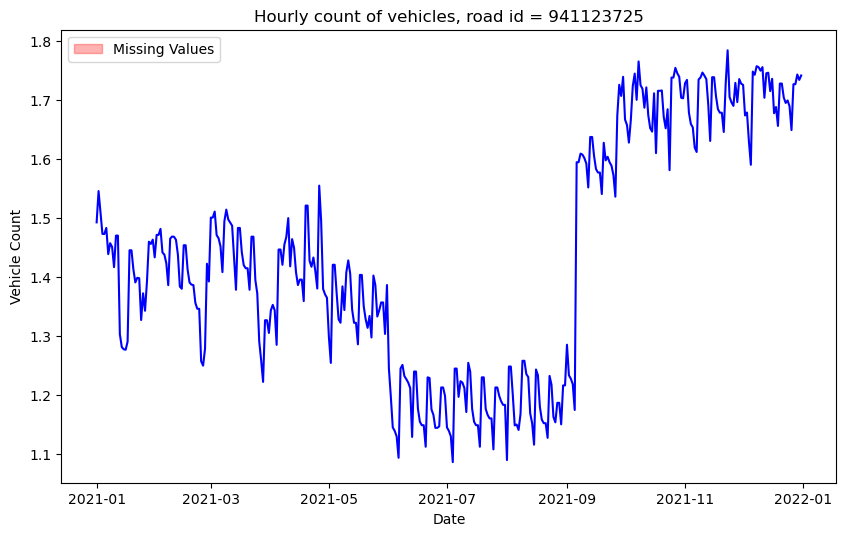 Hourly count of vehicles, road id = 941123725
Missing Values
Vehicle Count
1.8
1.7
1.6
1.5
1.4
1.3
1.2
1.1
2021-01 2021-03 2021-05 2021-07 2021-09 2021-11 2022-01
Date